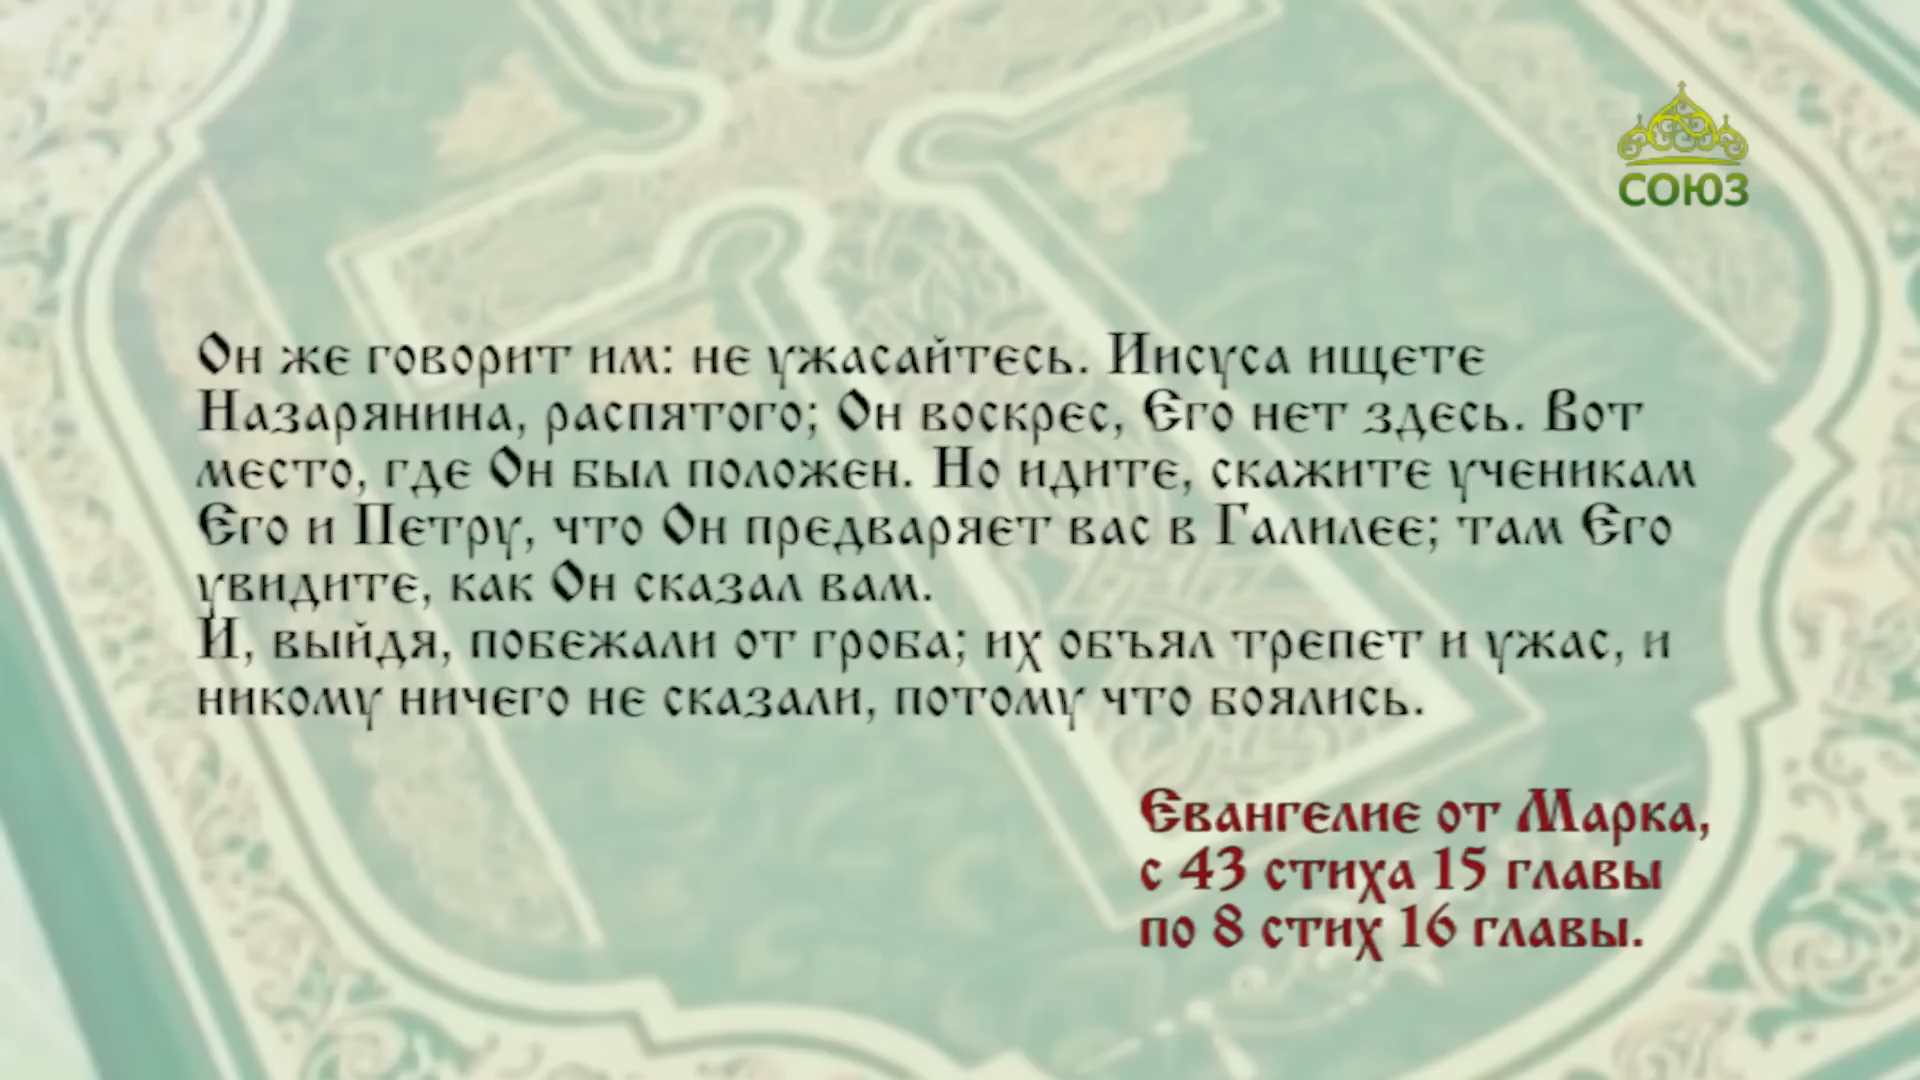 СОЮЗ
Он же говорит им: не ужасайтесь. Иисуса ищете
Назарянина, распятого; Он воскрес, Его нет здесь. Вот
место, где Он был положен. Но идите, скажите ученикам
Его и Петру, что Он предваряет вас в Галилее; там Его
увидите, как Он сказал вам.
И, выйдя, побежали от гроба; их объял трепет и ужас, и
никому ничего не сказали, потому что боялись.
Евангелие от Марка,
с 43 стиха 15 главы
по 8 стих 16 главы.